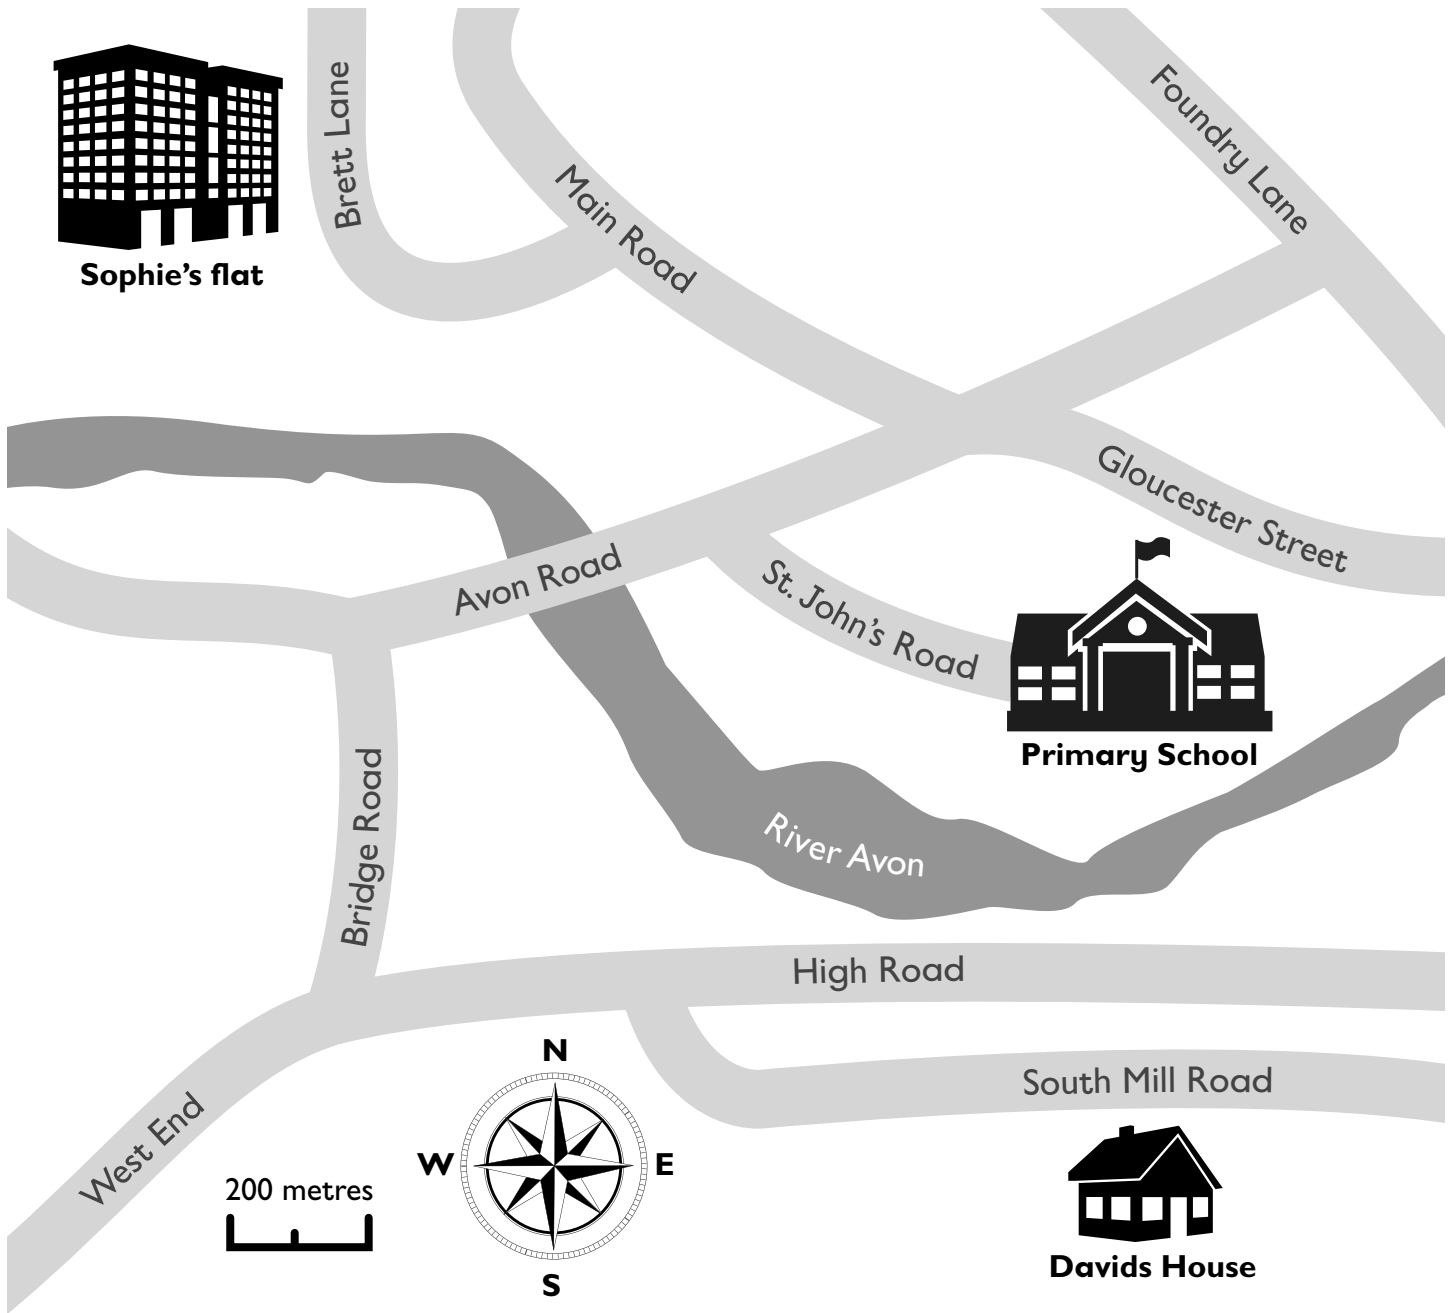 Brett Lane
Main Road
Foundry Lane
Sophie's flat
Gloucester Street
Avon Road
St. John's Road
Primary School
Bridge Road
River Avon
High Road
West End
South Mill Road
N
W
E
S
200 metres
Davids House